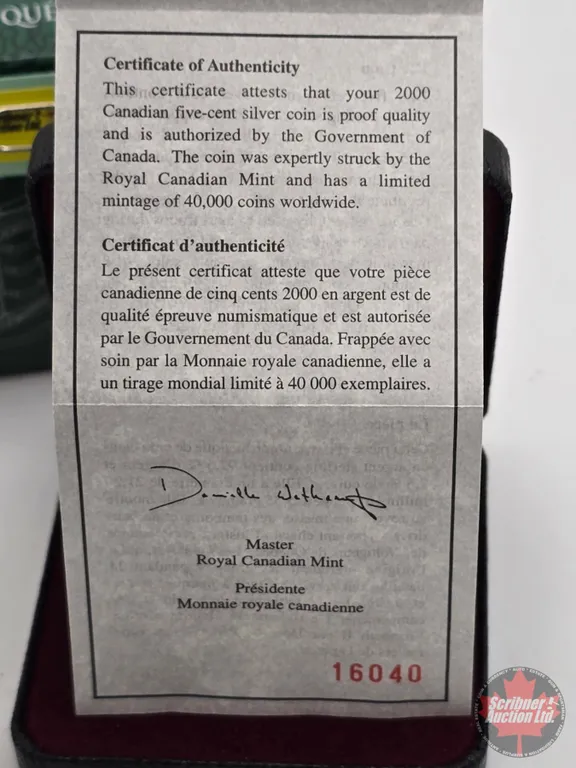 QUE
Certificate of Authenticity
This certificate attests that your 2000
Canadian five-cent silver coin is proof quality
and is authorized by the Government of
Canada. The coin was expertly struck by the
Royal Canadian Mint and has a limited
mintage of 40,000 coins worldwide.
Certificat d'authenticité
Le présent certificat atteste que votre pièce
canadienne de cinq cents 2000 en argent est de
qualité épreuve numismatique et est autorisée
par le Gouvernement du Canada. Frappée avec
soin par la Monnaie royale canadienne, elle a
un tirage mondial limité à 40 000 exemplaires.
Master
Royal Canadian Mint
Présidente
Monnaie royale canadienne
16040
Scribner!
Auction Ltd.